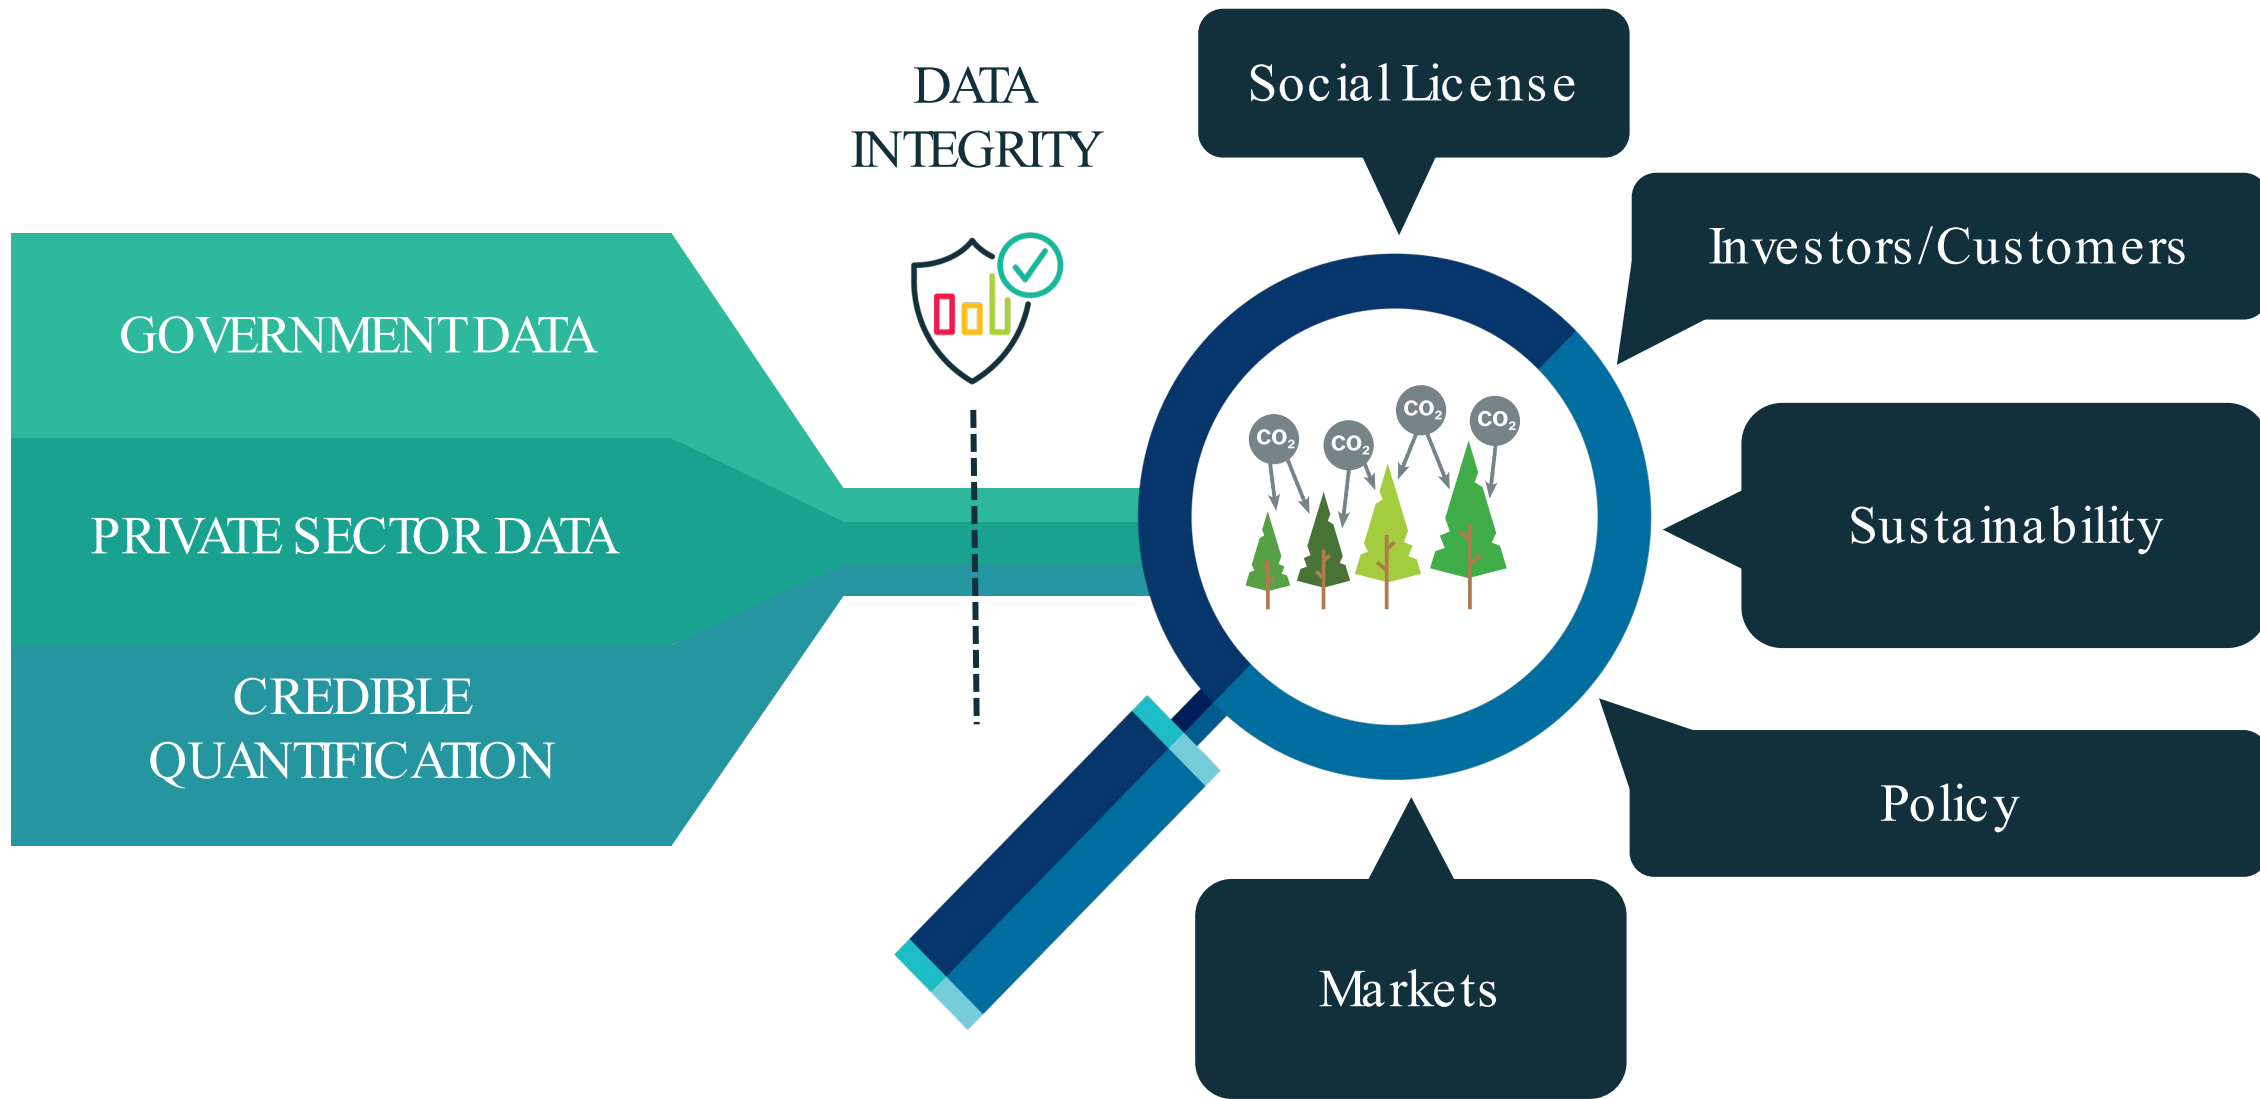 DATA
INTEGRITY
Social License
Investors/Customers
GOVERNMENT DATA
CO₂
CO₂
CO₂
CO₂
PRIVATE SECTOR DATA
Sustainability
CREDIBLE
QUANTIFICATION
Policy
Markets